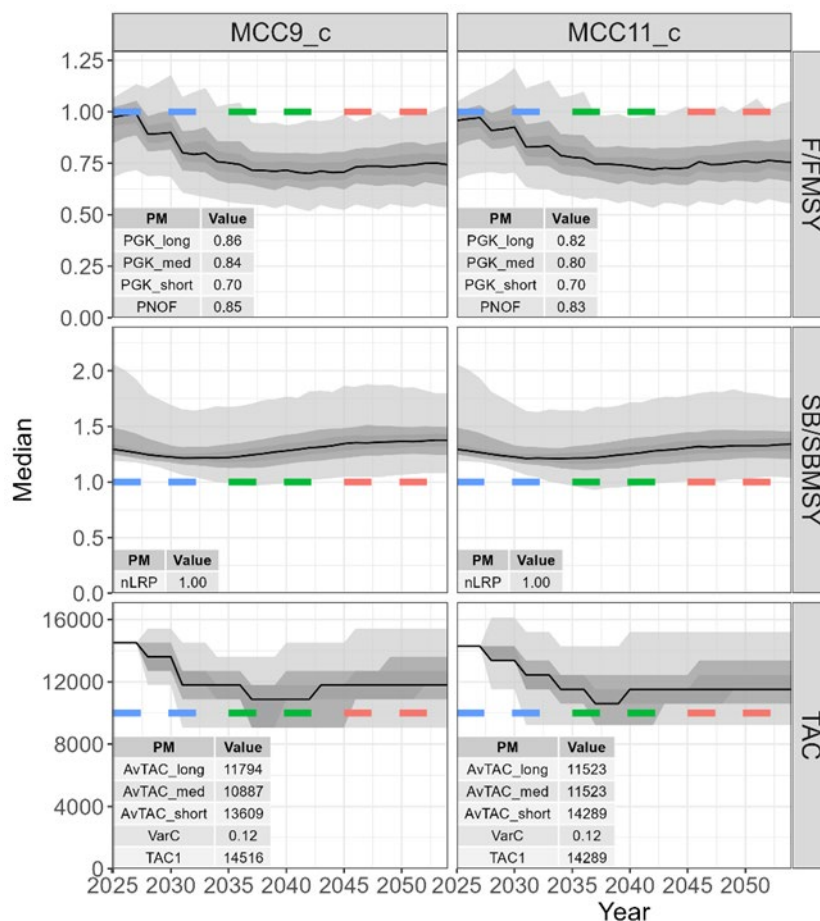 MCC9_c MCC11_c
1.25
1.00
0.75
0.50
0.25
0.00
PM Value
PGK_long 0.86
PGK_med 0.84
PGK_short 0.70
PNOF 0.85
PM Value
PGK_long 0.82
PGK_med 0.80
PGK_short 0.70
PNOF 0.83
F/FMSY
Median
2.0
1.5
1.0
0.5
0.0
PM Value
nLRP 1.00
PM Value
nLRP 1.00
SB/SBMSY
16000
12000
8000
4000
0
PM Value
AvTAC_long 11794
AvTAC_med 10887
AvTAC_short 13609
VarC 0.12
TAC1 14516
PM Value
AvTAC_long 11523
AvTAC_med 11523
AvTAC_short 14289
VarC 0.12
TAC1 14289
TAC
2025 2030 2035 2040 2045 2050 2025 2030 2035 2040 2045 2050
Year